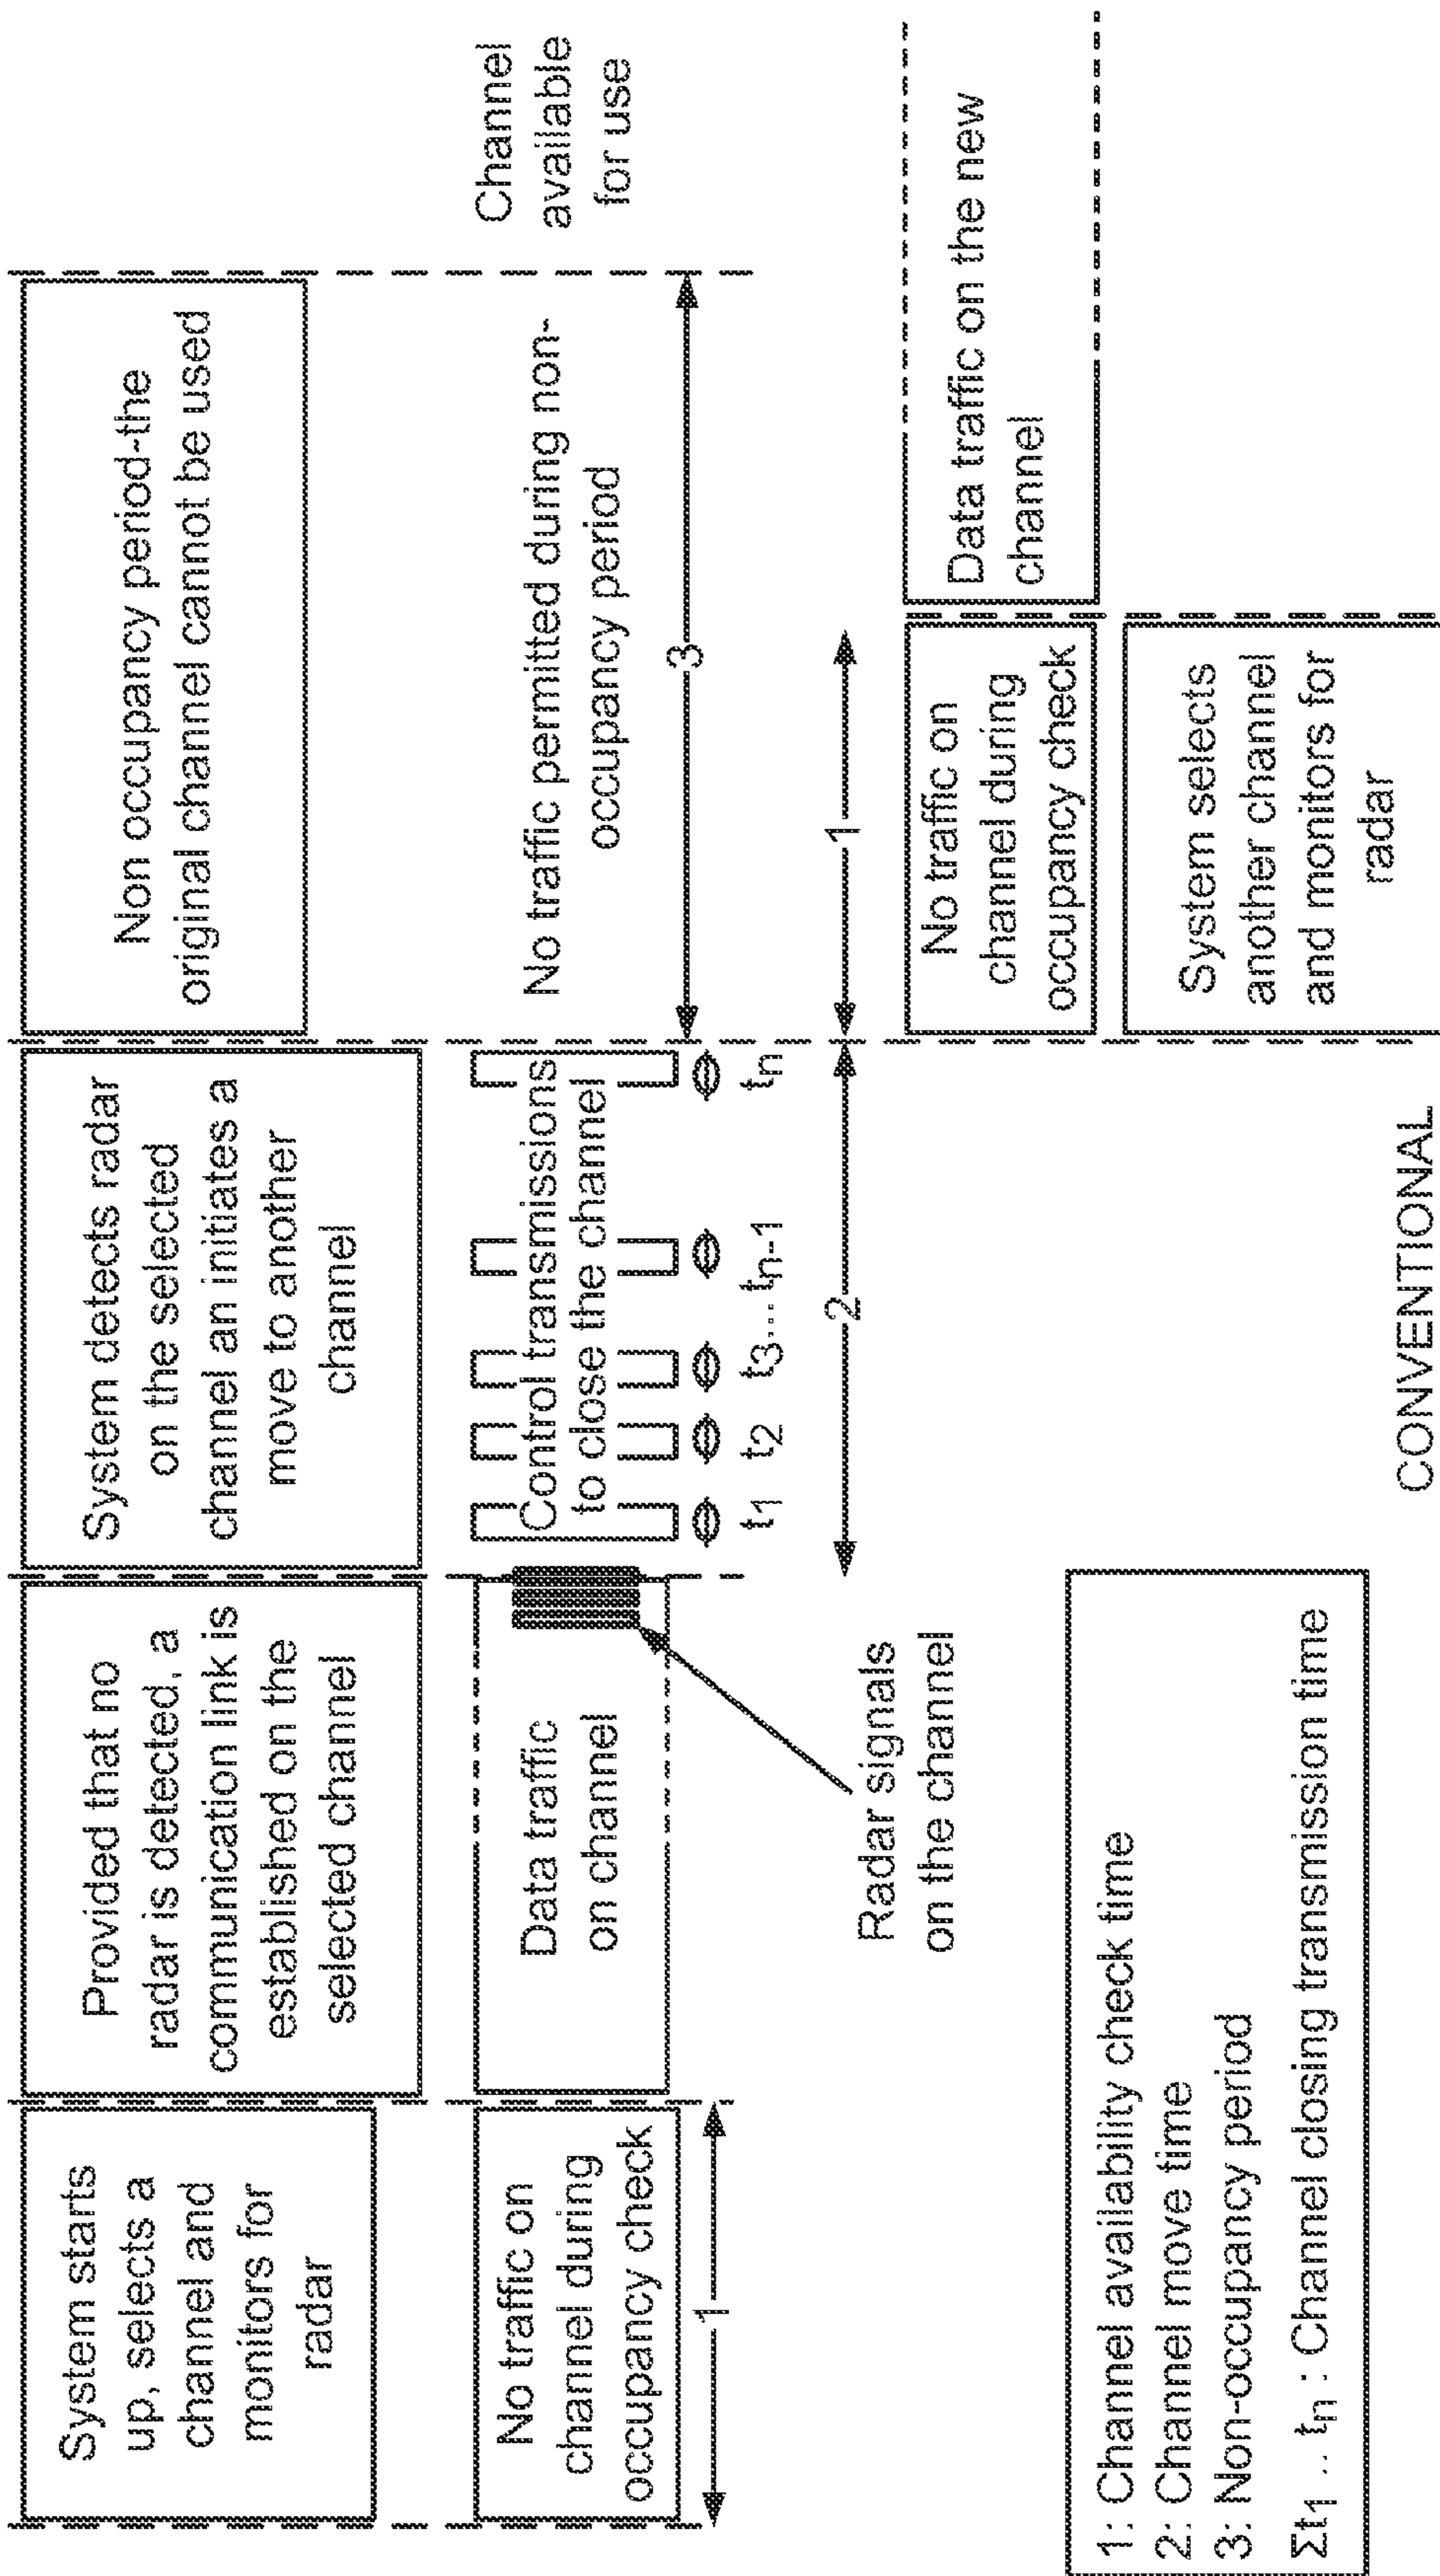 System starts
up, selects a
channel and
monitors for
radar
Provided that no
radar is detected, a
communication link is
established on the
selected channel
System detects radar
on the selected
channel an initiates a
move to another
channel
Non occupancy period-the
original channel cannot be used
No traffic on
channel during
occupancy check
1
Data traffic
on channel
Radar signals
on the channel
Control transmissions
to close the channel
t1 t2 t3... tn-1 tn
2
No traffic permitted during non-
occupancy period
3
Channel
available
for use
1
No traffic on
channel during
occupancy check
Data traffic on the new
channel
System selects
another channel
and monitors for
radar
1: Channel availability check time
2: Channel move time
3: Non-occupancy period
Σt1 .. tn : Channel closing transmission time
CONVENTIONAL